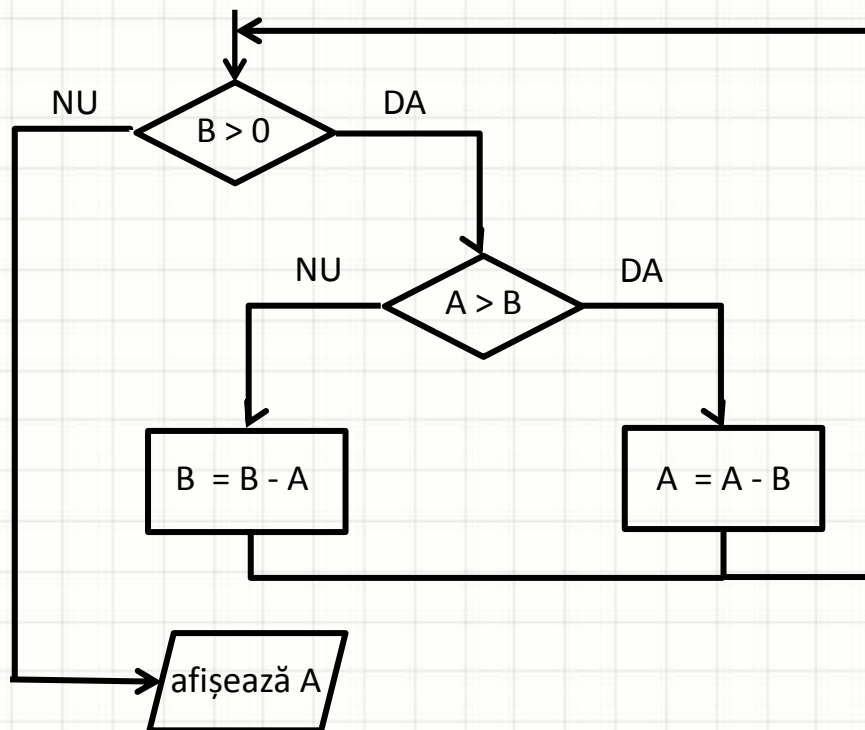 NU
DA
B > 0
NU
DA
A > B
B = B - A
A = A - B
afișează A